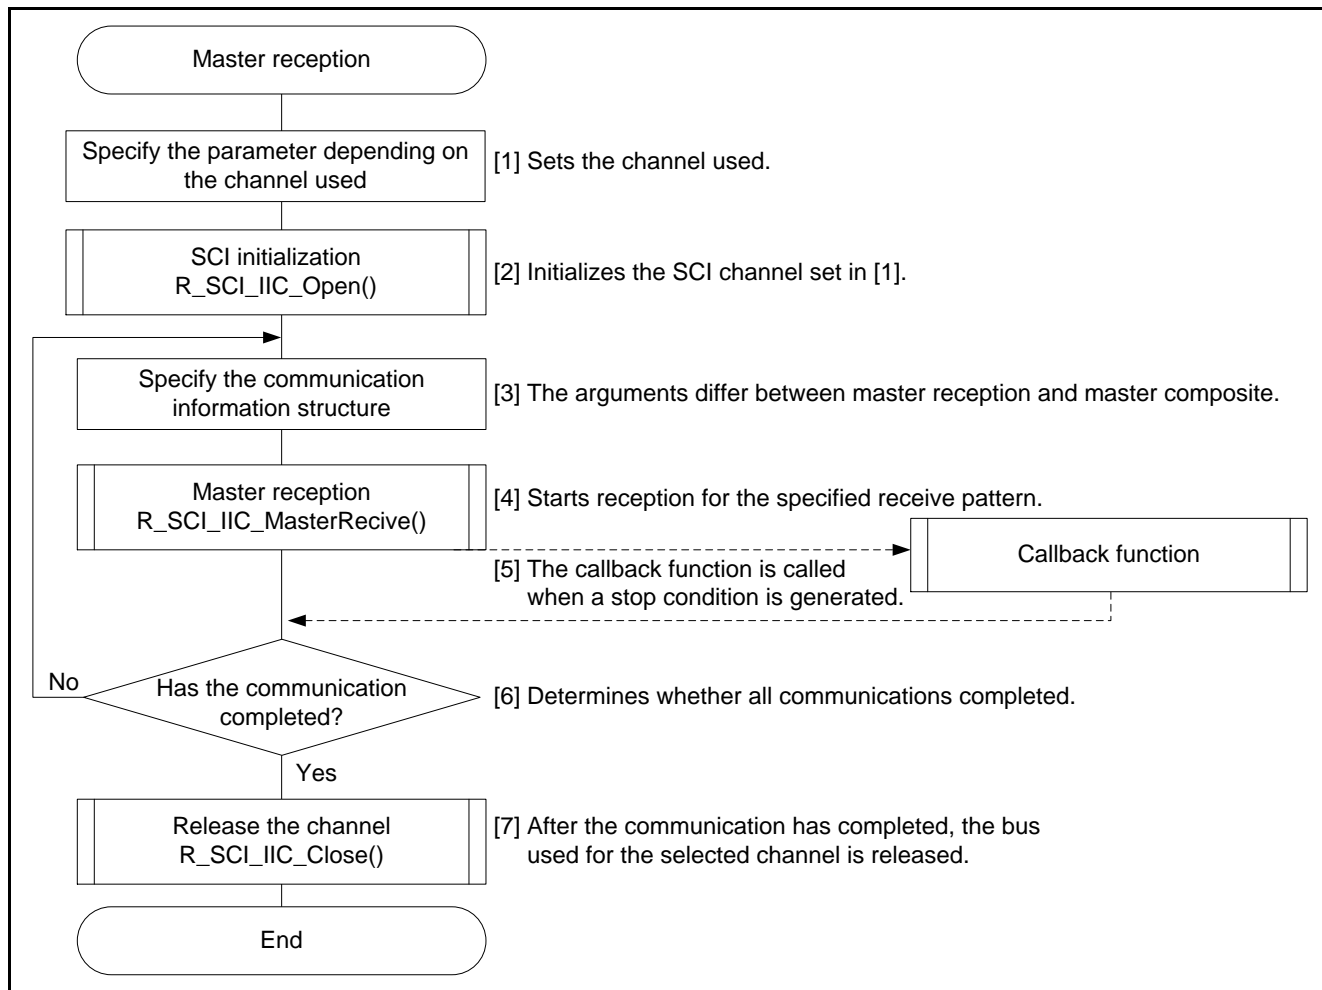 Master reception
Specify the parameter depending on
the channel used
[1] Sets the channel used.
SCI initialization
R_SCI_IIC_Open()
[2] Initializes the SCI channel set in [1].
Specify the communication
information structure
[3] The arguments differ between master reception and master composite.
Master reception
R_SCI_IIC_MasterRecive()
[4] Starts reception for the specified receive pattern.
Callback function
[5] The callback function is called
when a stop condition is generated.
No
Has the communication
completed?
[6] Determines whether all communications completed.
Yes
Release the channel
R_SCI_IIC_Close()
[7] After the communication has completed, the bus
used for the selected channel is released.
End